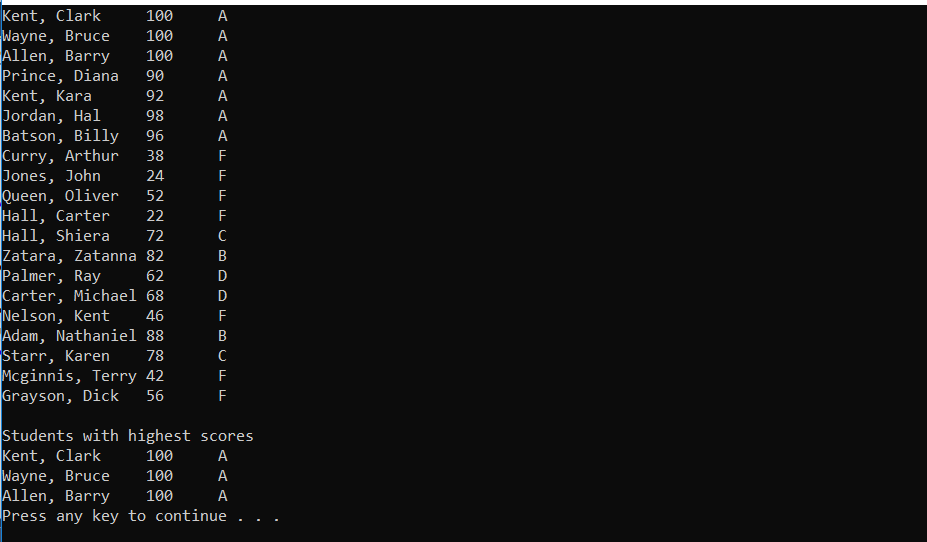 Kent, Clark     100     A
Wayne, Bruce    100     A
Allen, Barry    100     A
Prince, Diana   90      A
Kent, Kara      92      A
Jordan, Hal     98      A
Batson, Billy   96      A
Curry, Arthur   38      F
Jones, John     24      F
Queen, Oliver   52      F
Hall, Carter    22      F
Hall, Shiera    72      C
Zatara, Zatanna 82      B
Palmer, Ray     62      D
Carter, Michael 68      D
Nelson, Kent    46      F
Adam, Nathaniel 88      B
Starr, Karen    78      C
Mcginnis, Terry 42      F
Grayson, Dick   56      F

Students with highest scores
Kent, Clark     100     A
Wayne, Bruce    100     A
Allen, Barry    100     A
Press any key to continue . . .